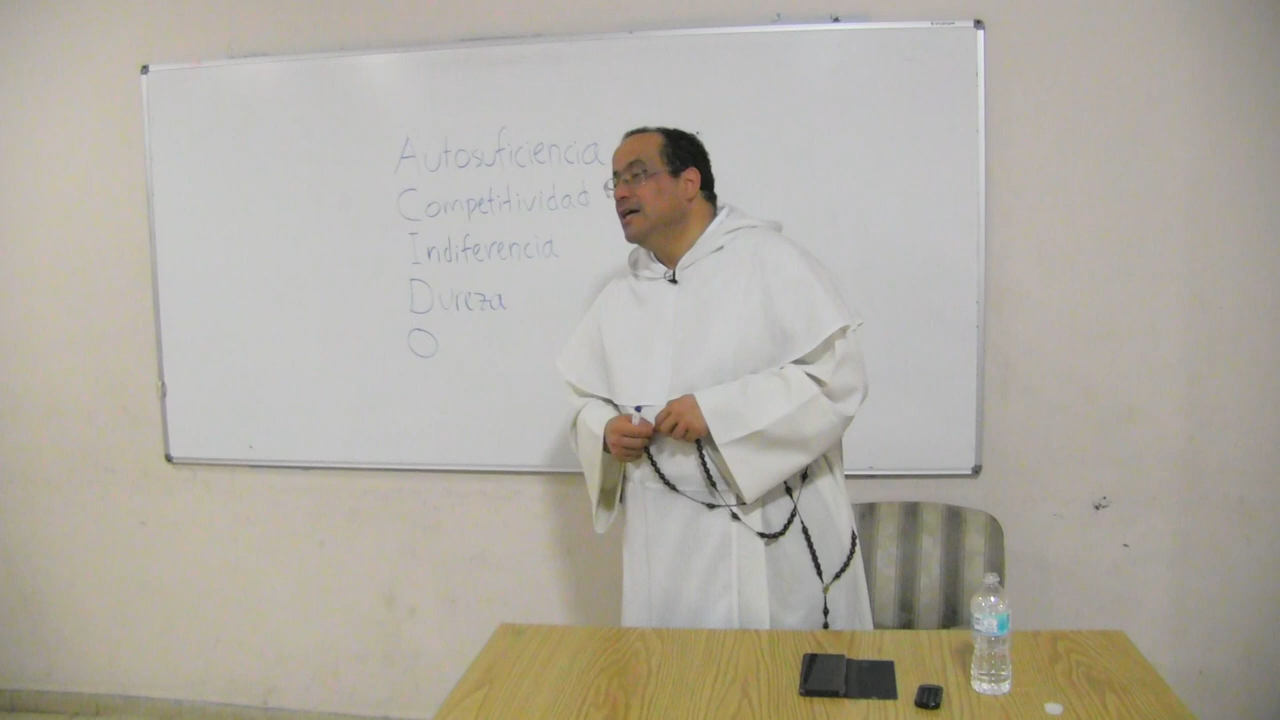 Autosuficiencia
Competitividad
Indiferencia
Dureza
O